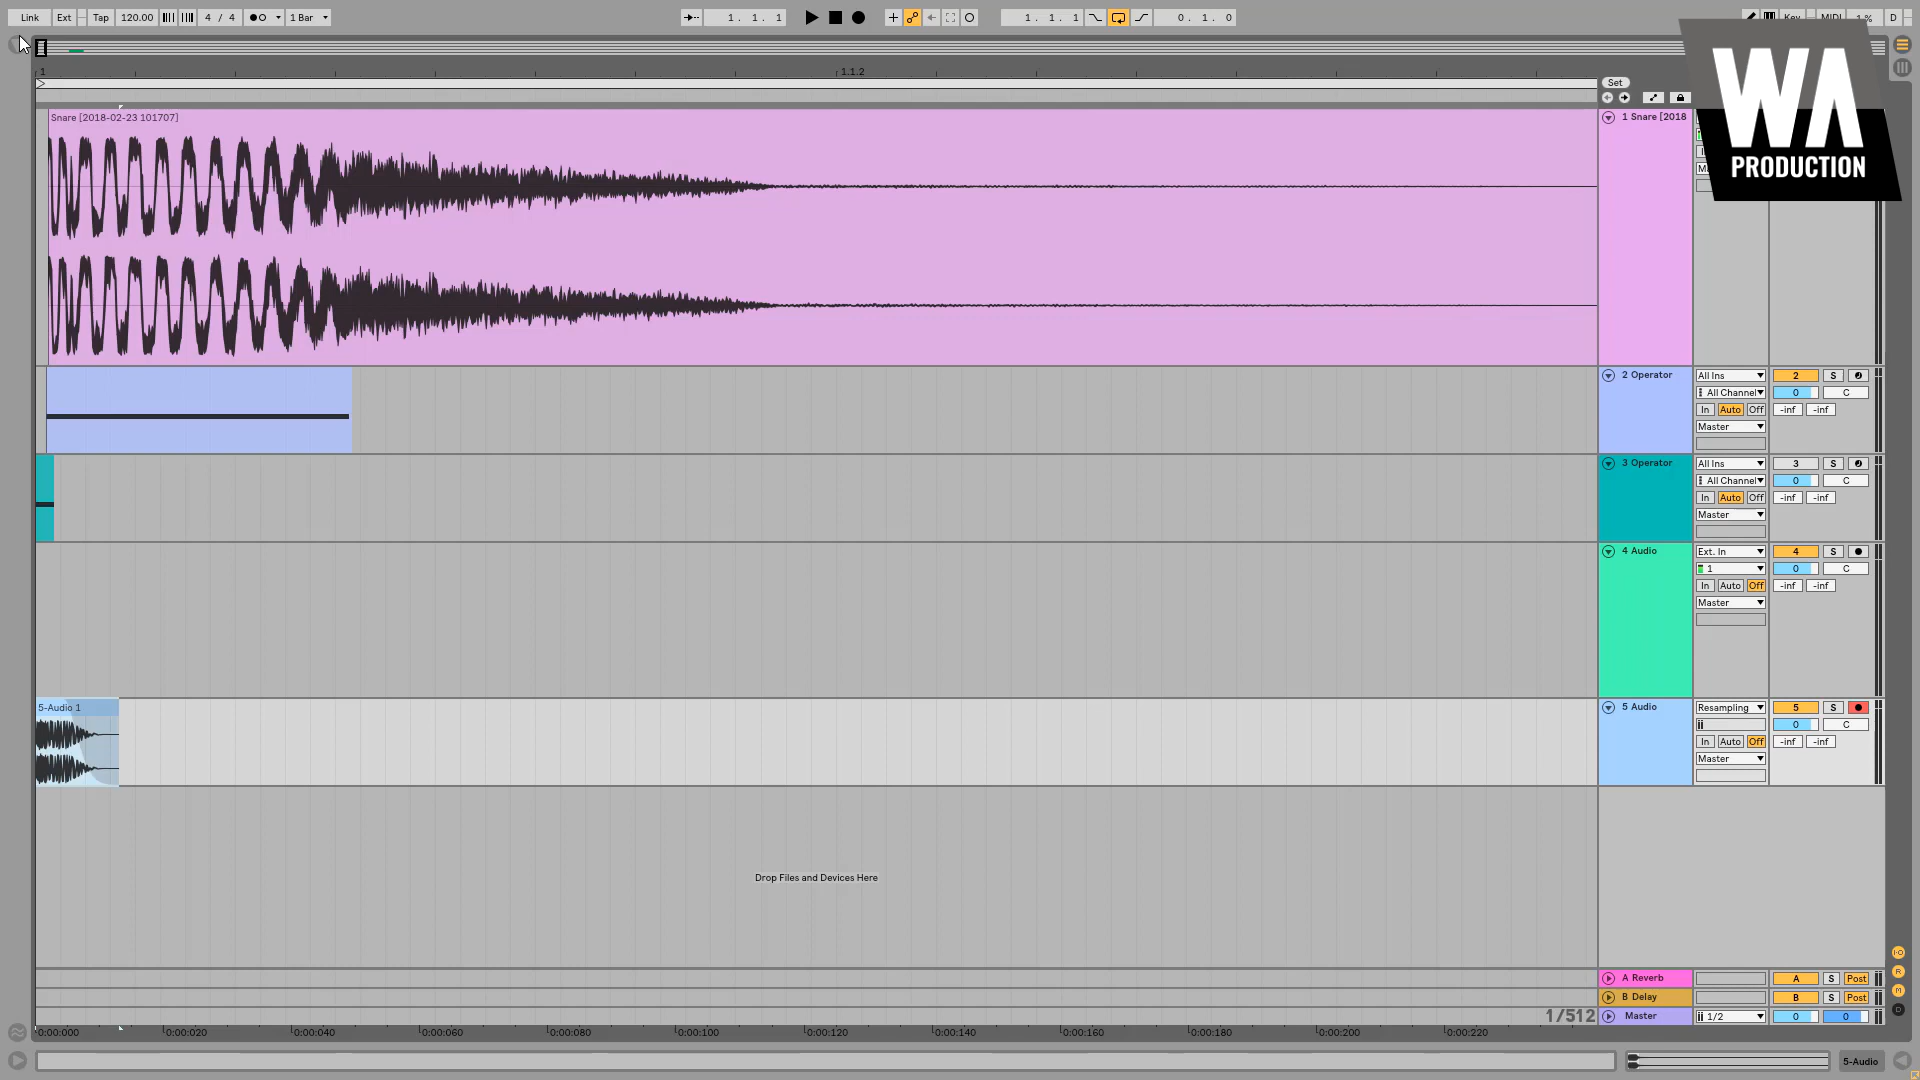 Link Ext Tap 120.00 4 / 4 1 Bar 1. 1. 1 1. 1. 1 0. 1. 0 Key MIDI 1 % D
1 1.1.2
Set
WA
PRODUCTION
Snare [2018-02-23 101707] 1 Snare [2018
2 Operator All Ins 2 S
All Channel 0 C
In Auto Off -inf -inf
Master
3 Operator All Ins 3 S
All Channel 0 C
In Auto Off -inf -inf
Master
4 Audio Ext. In 4 S
1 0 C
In Auto Off -inf -inf
Master
5-Audio 1 5 Audio Resampling 5 S
0 C
In Auto Off -inf -inf
Master
Drop Files and Devices Here
A Reverb A S Post
B Delay B S Post
1/512 Master 1/2 0 0
0:00:000 0:00:020 0:00:040 0:00:060 0:00:080 0:00:100 0:00:120 0:00:140 0:00:160 0:00:180 0:00:200 0:00:220
5-Audio